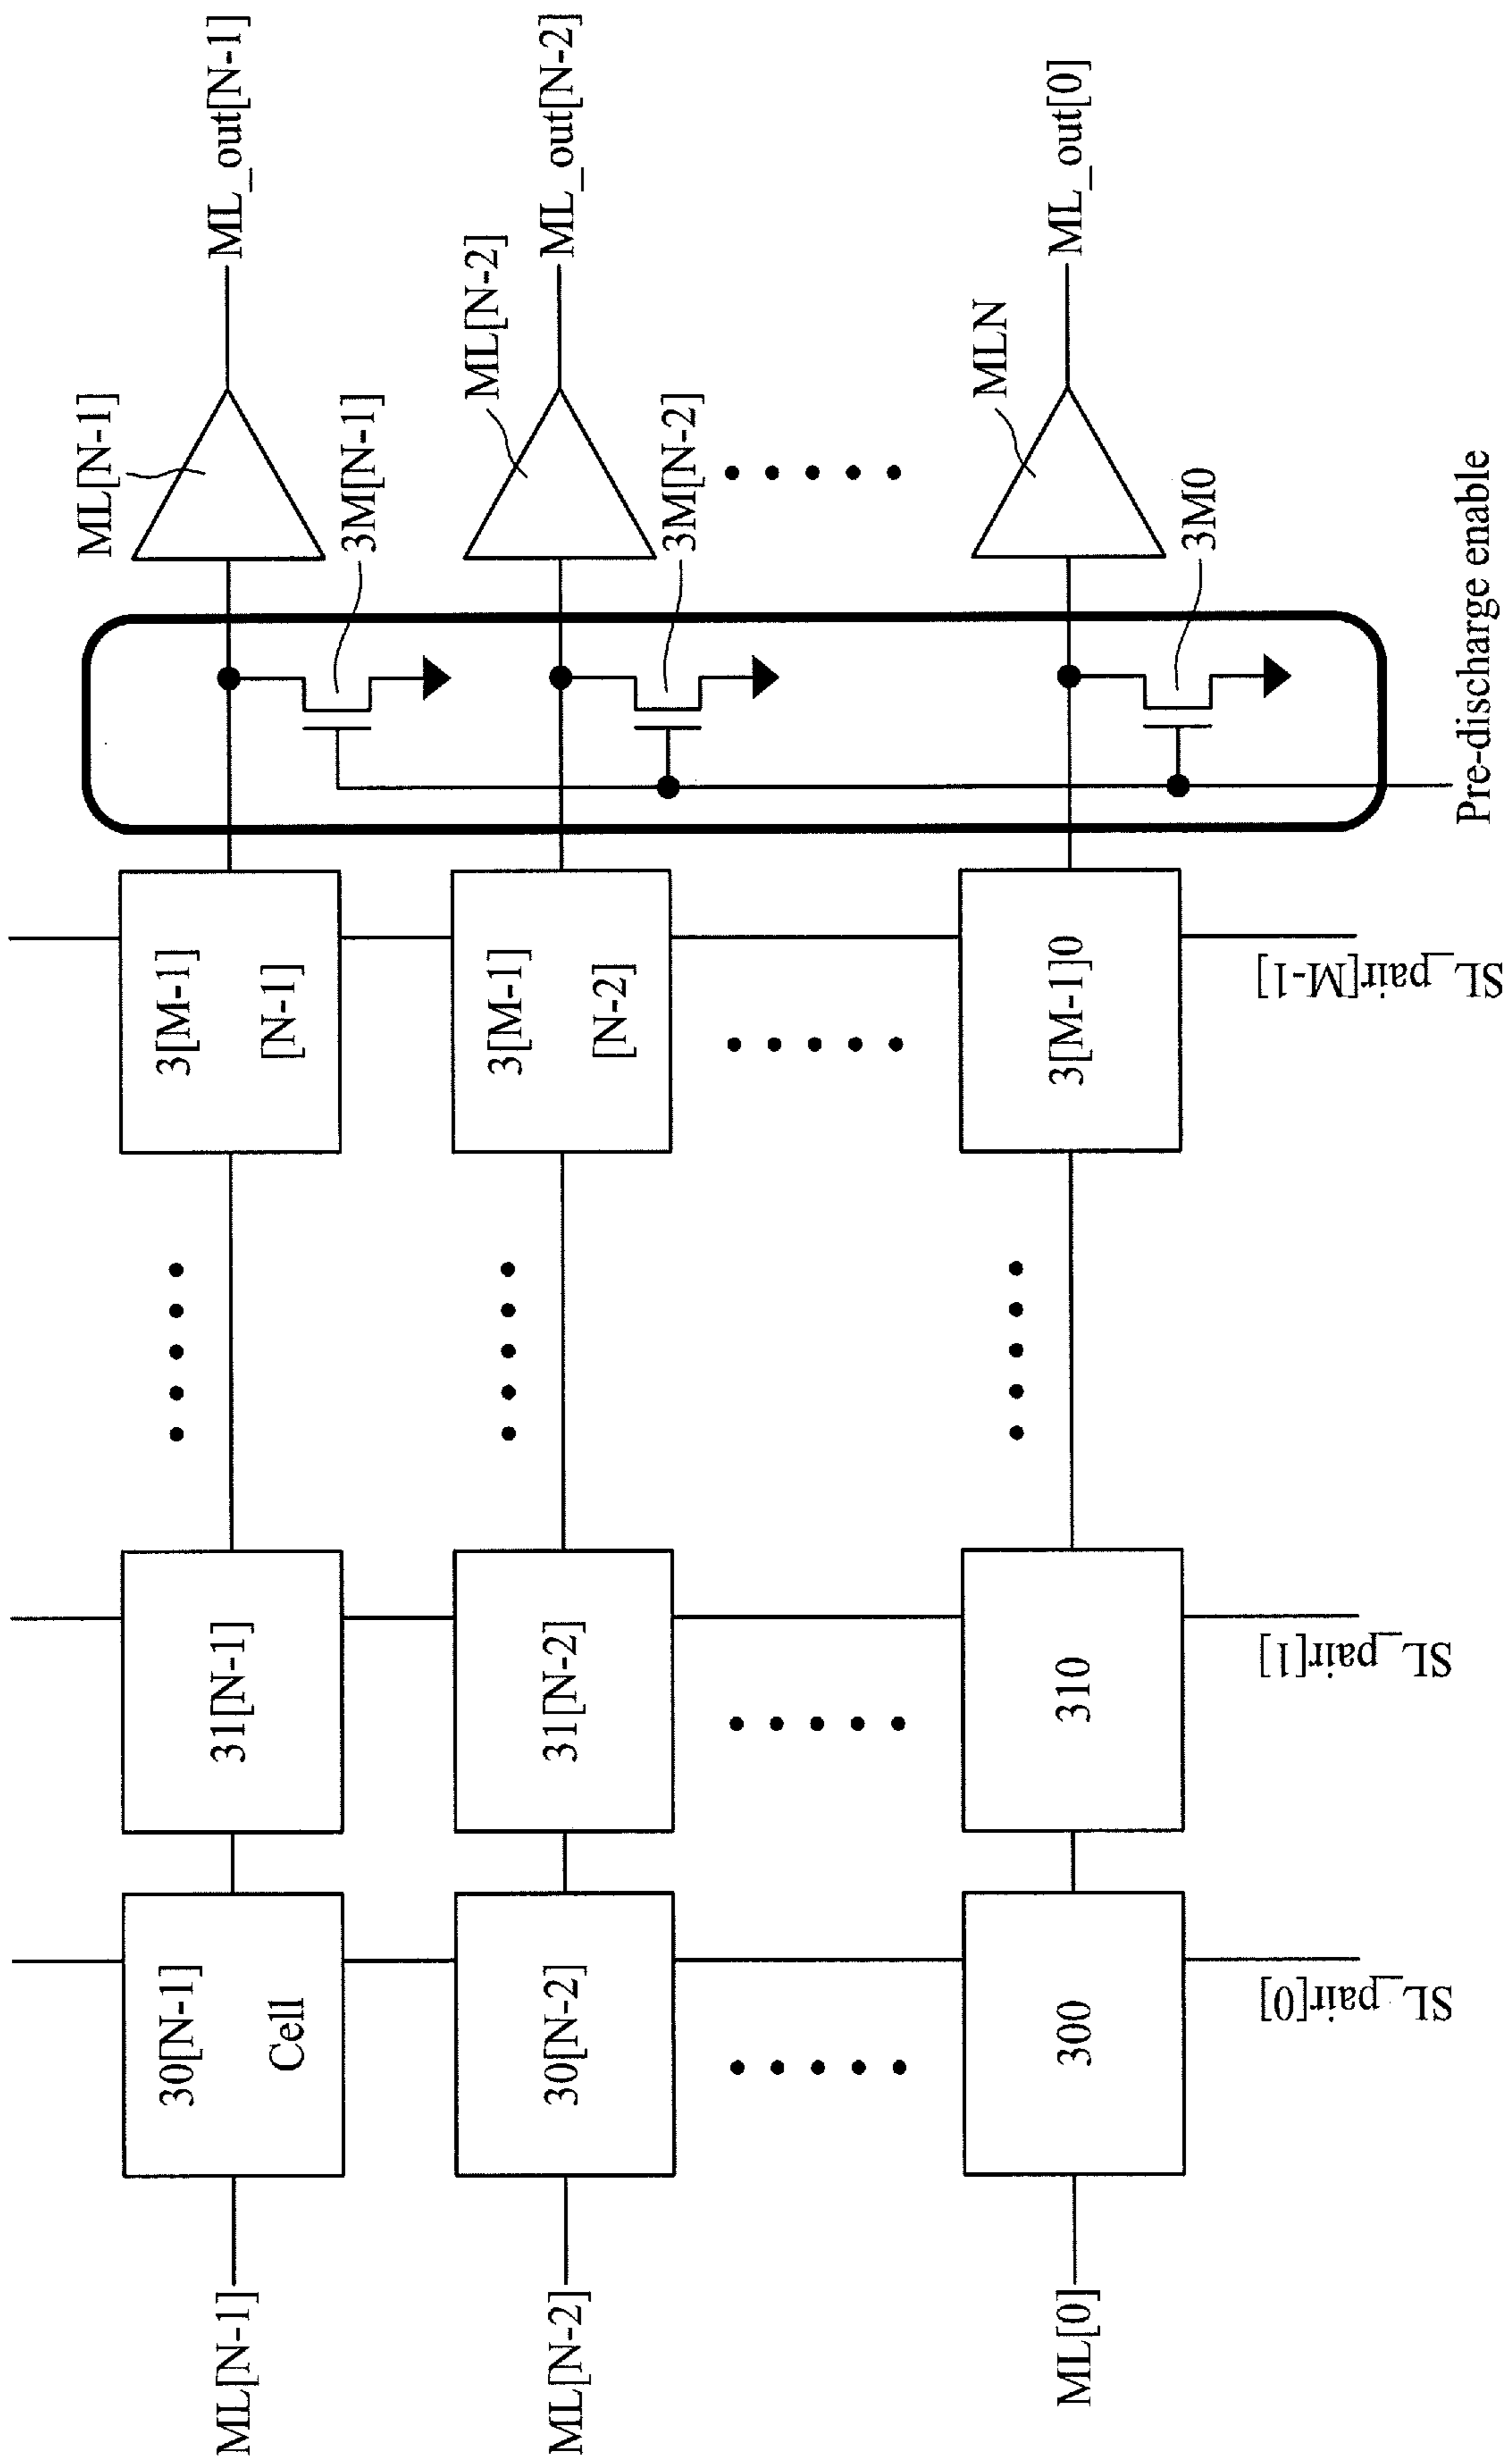 ML[N-1]
30[N-1]
Cell
31[N-1]
3[M-1]
[N-1]
ML[N-1]
3M[N-1]
ML_out[N-1]
ML[N-2]
30[N-2]
31[N-2]
3[M-1]
[N-2]
ML[N-2]
3M[N-2]
ML_out[N-2]
ML[0]
300
310
3[M-1]0
MLN
3M0
ML_out[0]
SL_pair[0]
SL_pair[1]
SL_pair[M-1]
Pre-discharge enable